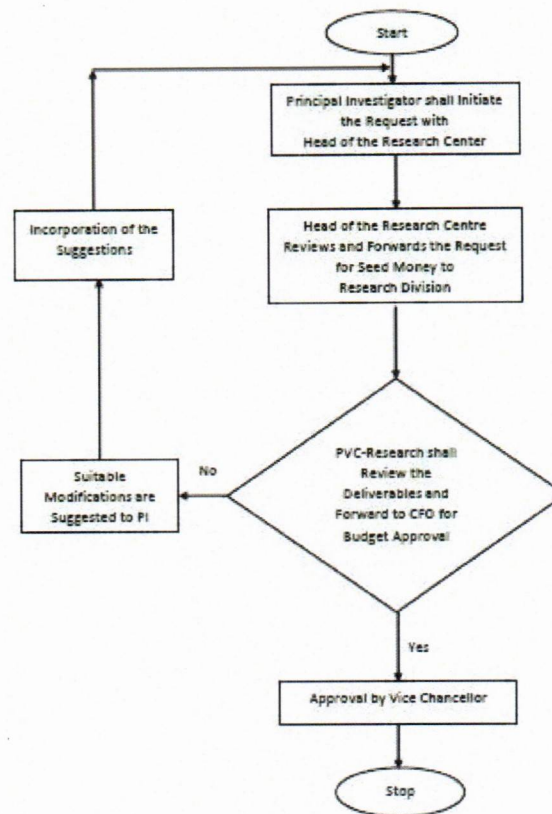 Start
Principal Investigator shall Initiate
the Request with
Head of the Research Center
Head of the Research Centre
Reviews and Forwards the Request
for Seed Money to
Research Division
Incorporation of the
Suggestions
PVC-Research shall
Review the
Deliverables and
Forward to CFO for
Budget Approval
No
Suitable
Modifications are
Suggested to PI
Yes
Approval by Vice Chancellor
Stop